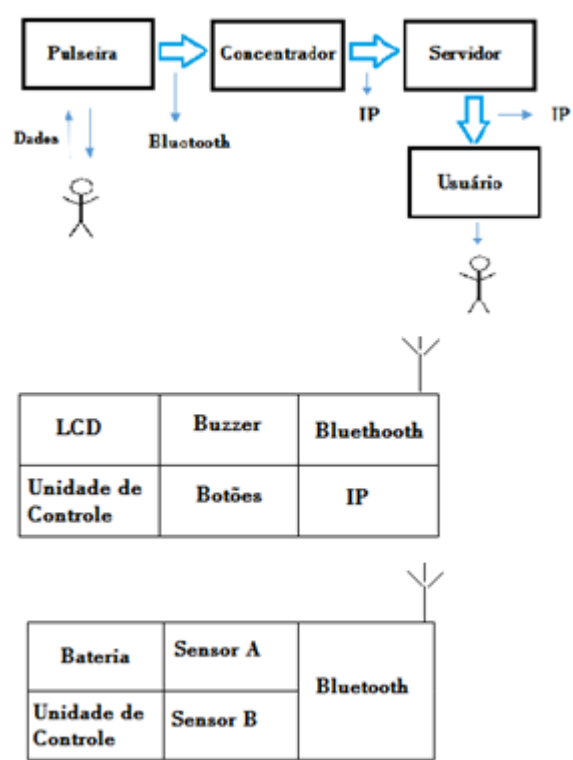 Pulseira
Concentrador
Servidor
Dados
Bluetooth
IP
IP
Usuário
LCD
Buzzer
Bluethooth
Unidade de
Controle
Botões
IP
Bateria
Sensor A
Bluetooth
Unidade de
Controle
Sensor B